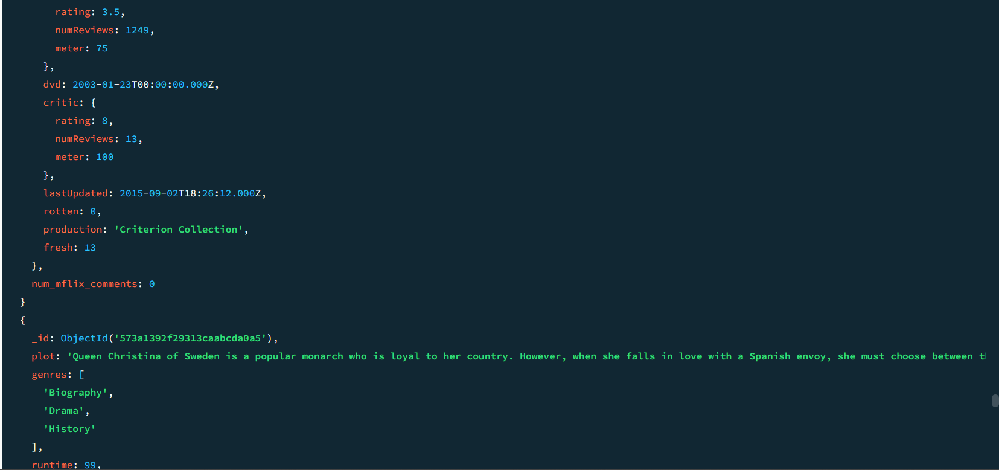 rating: 3.5,
numReviews: 1249,
meter: 75
},
dvd: 2003-01-23T00:00:00.000Z,
critic: {
rating: 8,
numReviews: 13,
meter: 100
},
lastUpdated: 2015-09-02T18:26:12.000Z,
rotten: 0,
production: 'Criterion Collection',
fresh: 13
},
num_mflix_comments: 0
}
{
_id: ObjectId('573a1392f29313caabcda0a5'),
plot: 'Queen Christina of Sweden is a popular monarch who is loyal to her country. However, when she falls in love with a Spanish envoy, she must choose between
genres: [
'Biography',
'Drama',
'History'
],
runtime: 99,